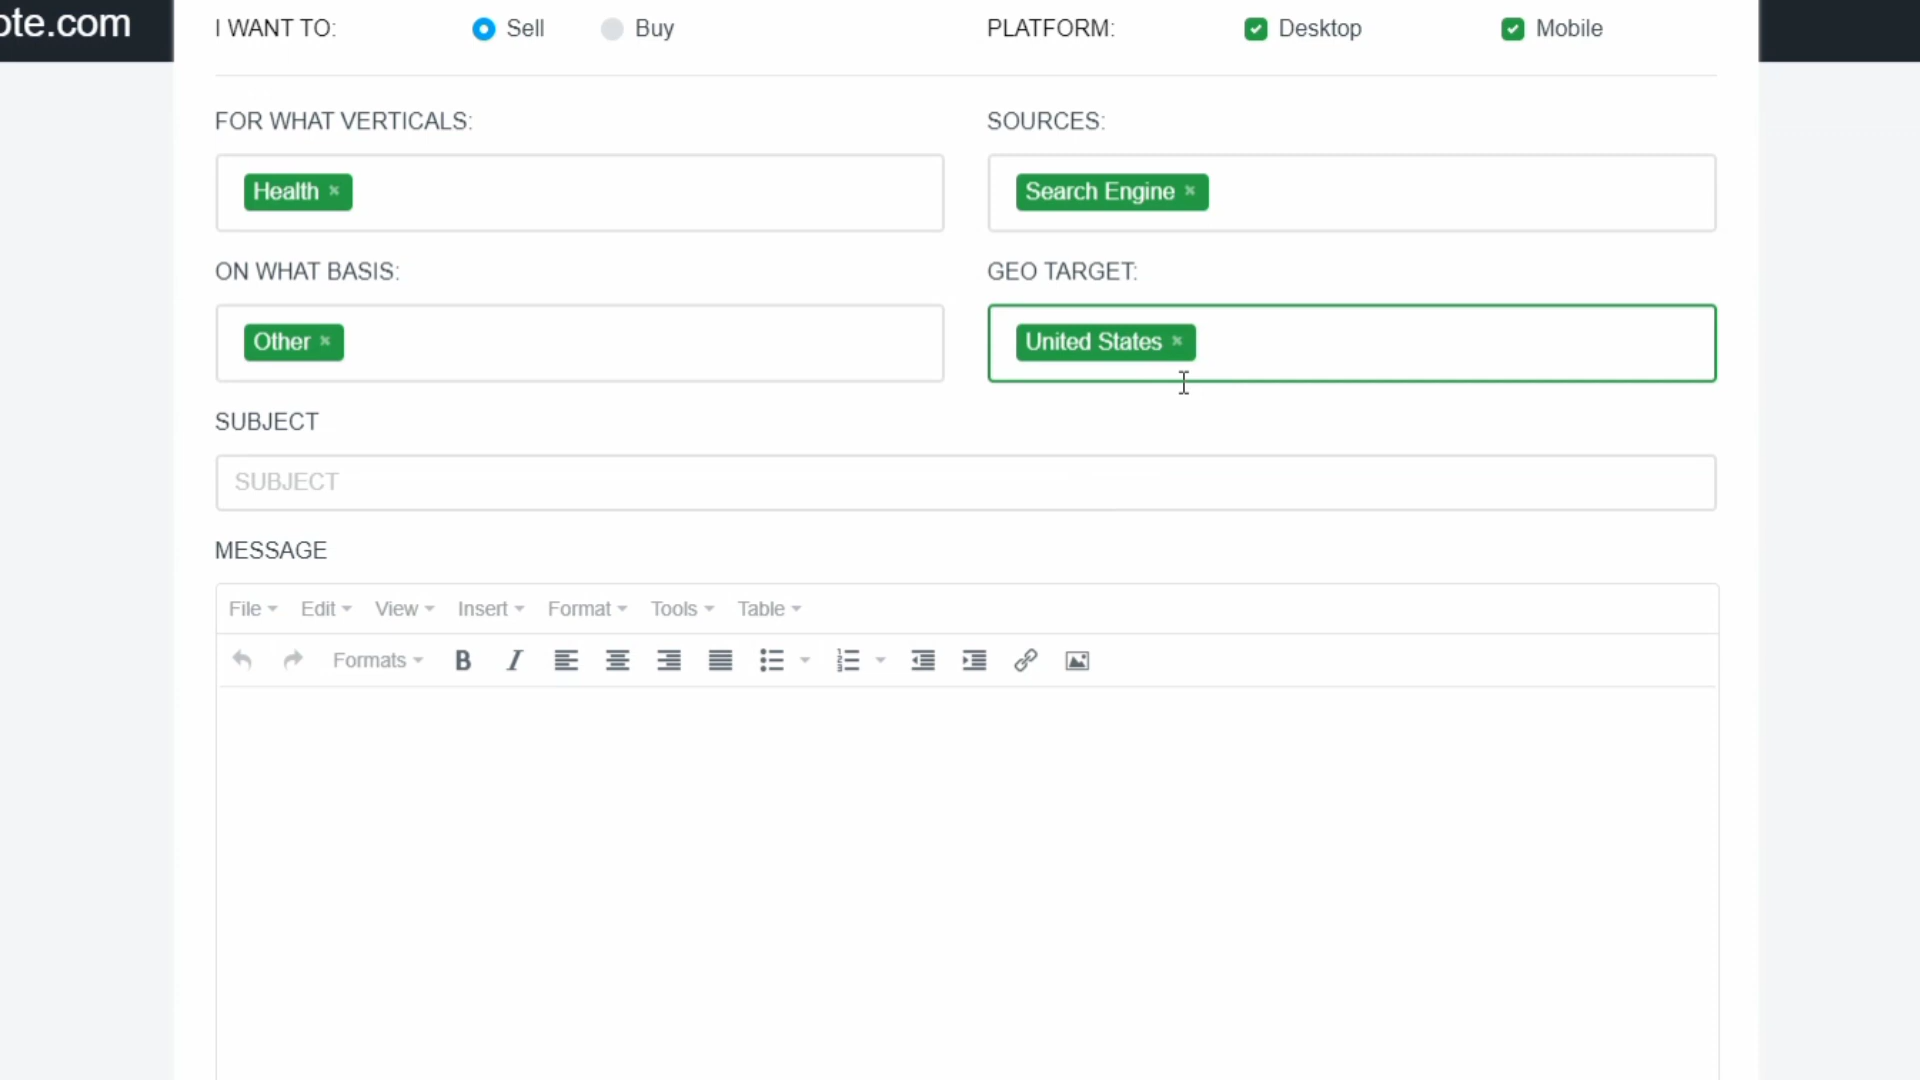 ote.com
I WANT TO: Sell Buy PLATFORM: Desktop Mobile
FOR WHAT VERTICALS: SOURCES:
Health × Search Engine ×
ON WHAT BASIS: GEO TARGET:
Other × United States ×
SUBJECT
SUBJECT
MESSAGE
File Edit View Insert Format Tools Table
Formats B I